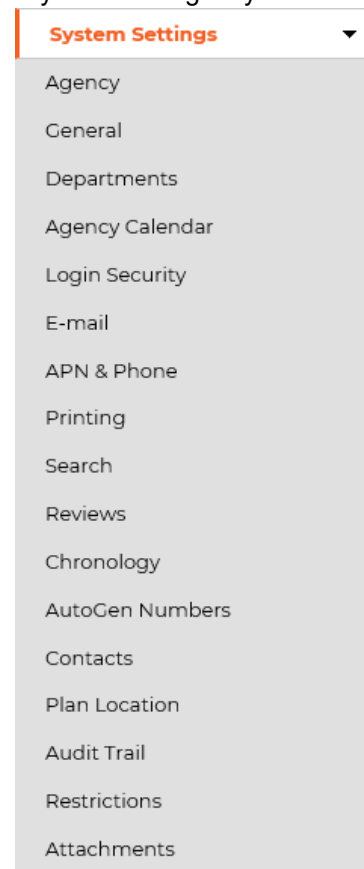 System Settings
Agency
General
Departments
Agency Calendar
Login Security
E-mail
APN & Phone
Printing
Search
Reviews
Chronology
AutoGen Numbers
Contacts
Plan Location
Audit Trail
Restrictions
Attachments